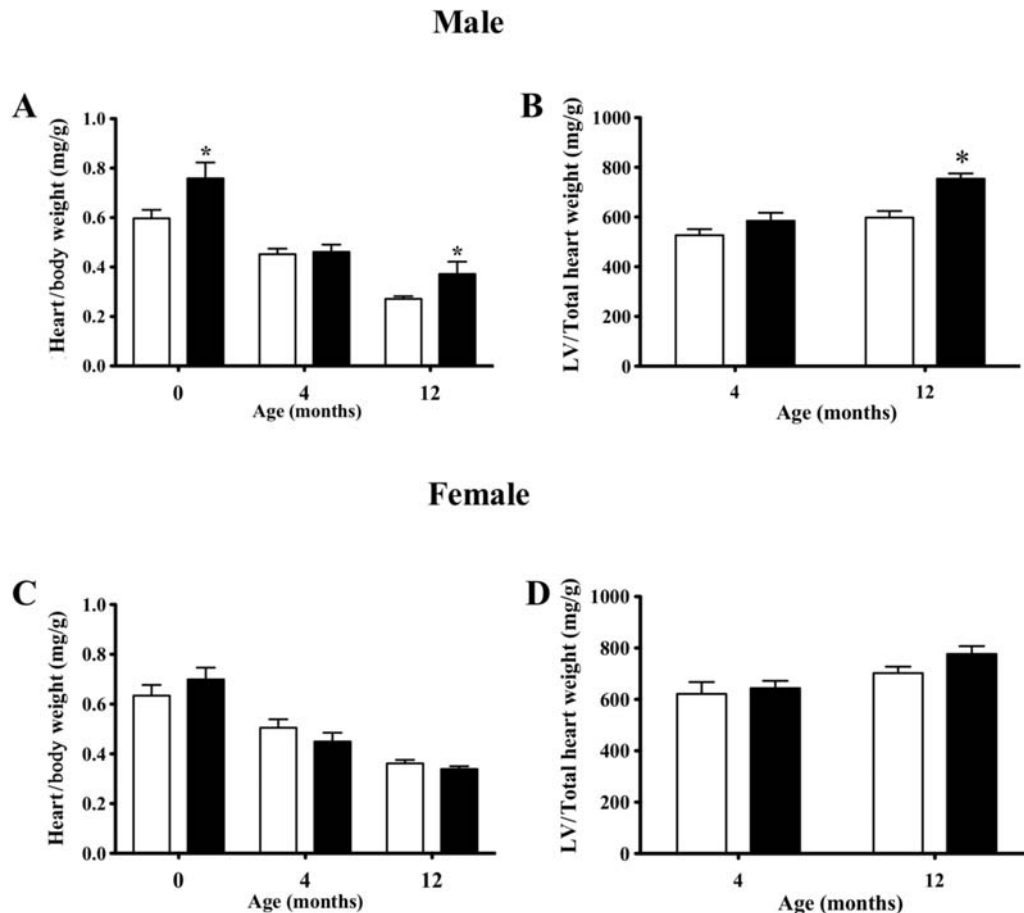 Male
A
Heart/body weight (mg/g)
1.0
0.8
0.6
0.4
0.2
0.0
*
*
0
4
12
Age (months)
B
LV/Total heart weight (mg/g)
1000
800
600
400
200
0
*
4
12
Age (months)
Female
C
Heart/body weight (mg/g)
1.0
0.8
0.6
0.4
0.2
0.0
0
4
12
Age (months)
D
LV/Total heart weight (mg/g)
1000
800
600
400
200
0
4
12
Age (months)